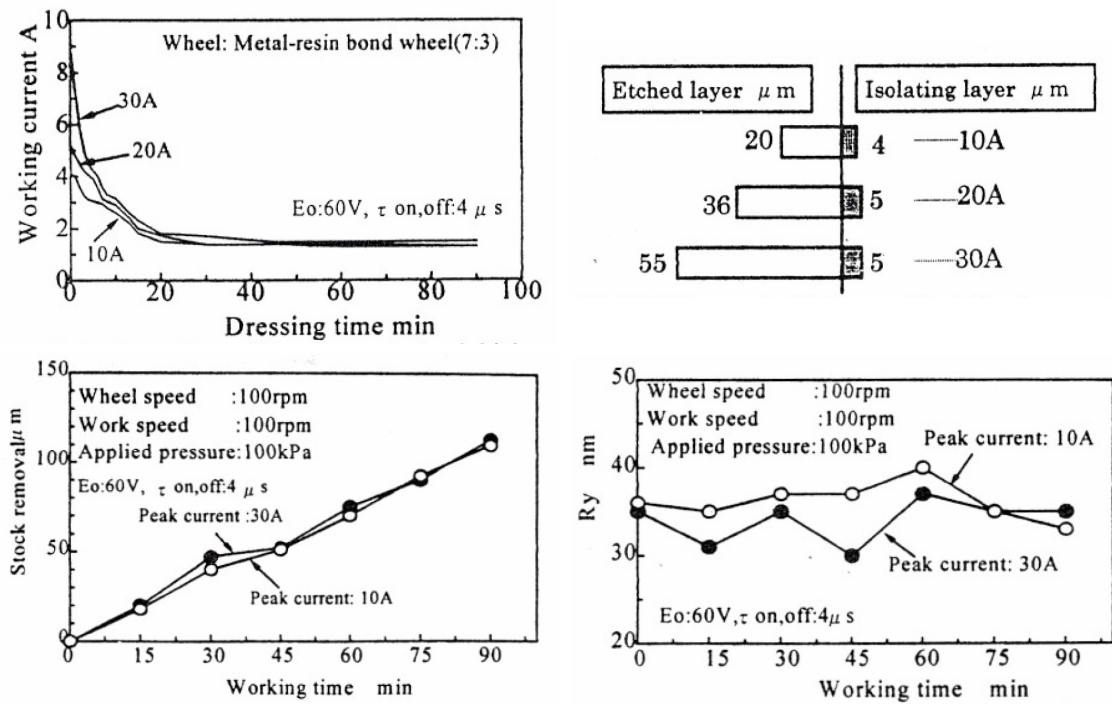 10
8
6
4
2
0
Working current A
Wheel: Metal-resin bond wheel(7:3)
30A
20A
10A
Eo:60V, τ on,off:4 μ s
0 20 40 60 80 100
Dressing time min
Etched layer μ m
Isolating layer μ m
20 4 10A
36 5 20A
55 5 30A
150
100
50
0
Stock removalμ m
Wheel speed :100rpm
Work speed :100rpm
Applied pressure:100kPa
Eo:60V, τ on,off:4 μ s
Peak current :30A
Peak current: 10A
0 15 30 45 60 75 90
Working time min
50
40
30
20
Ry nm
Wheel speed :100rpm
Work speed :100rpm
Applied pressure:100kPa
Peak current: 10A
Peak current: 30A
Eo:60V,τ on,off:4μ s
0 15 30 45 60 75 90
Working time min